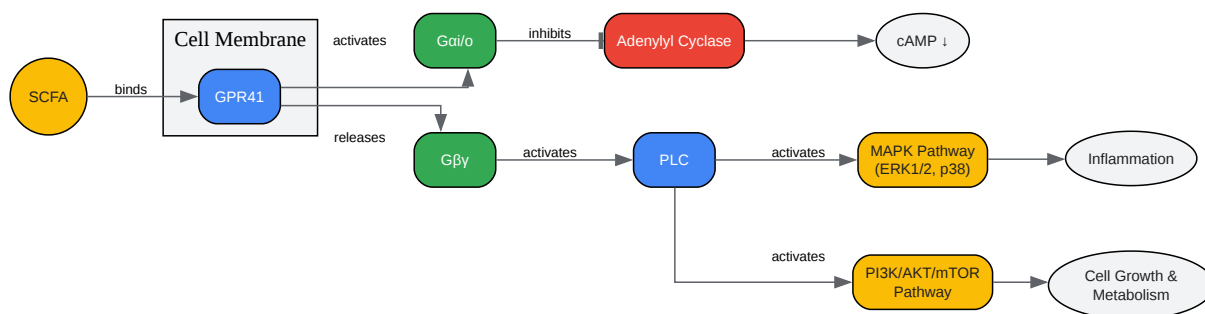 Cell Membrane
activates
Gαi/o
inhibits
Adenylyl Cyclase
cAMP ↓
SCFA
binds
GPR41
releases
Gβγ
activates
PLC
activates
MAPK Pathway
(ERK1/2, p38)
Inflammation
activates
PI3K/AKT/mTOR
Pathway
Cell Growth &
Metabolism